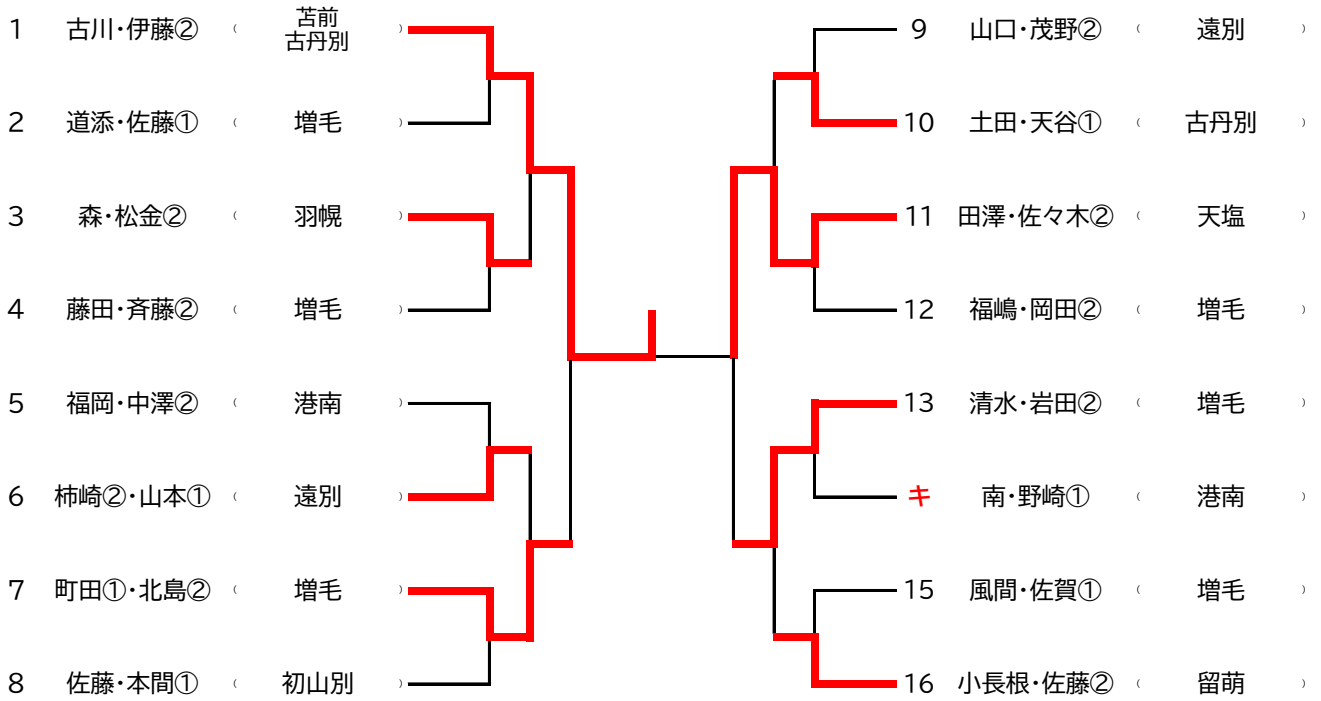 1 古川・伊藤② ( 苫前
古丹別 )
2 道添・佐藤① ( 増毛 )
3 森・松金② ( 羽幌 )
4 藤田・斉藤② ( 増毛 )
5 福岡・中澤② ( 港南 )
6 柿崎②・山本① ( 遠別 )
7 町田①・北島② ( 増毛 )
8 佐藤・本間① ( 初山別 )
9 山口・茂野② ( 遠別 )
10 土田・天谷① ( 古丹別 )
11 田澤・佐々木② ( 天塩 )
12 福嶋・岡田② ( 増毛 )
13 清水・岩田② ( 増毛 )
キ 南・野崎① ( 港南 )
15 風間・佐賀① ( 増毛 )
16 小長根・佐藤② ( 留萌 )